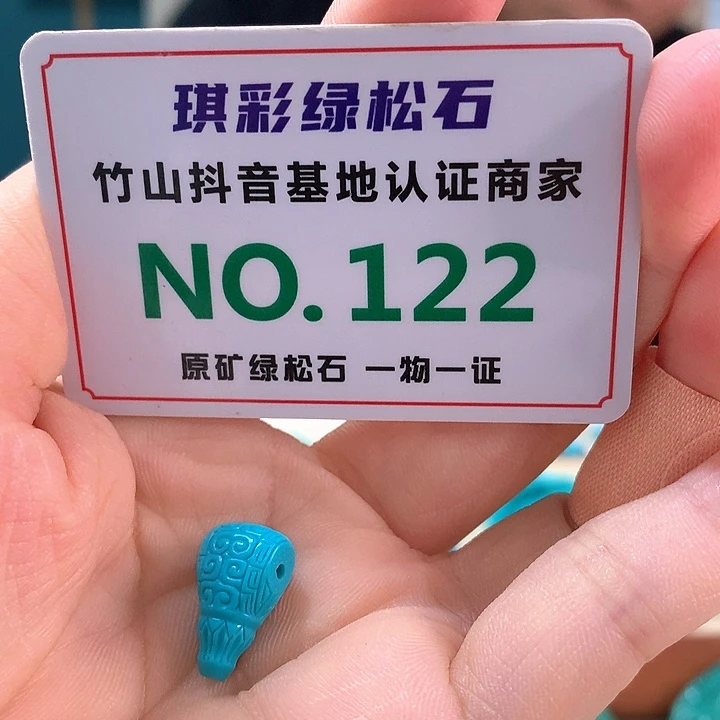 琪彩绿松石
竹山抖音基地认证商家
NO.122
原矿绿松石 一物一证